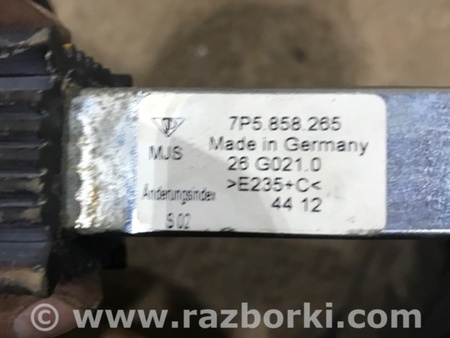 7P5.858.265
Made in Germany
MJS
26 G021.0
>E235+C<
Änderungsindex
44 12
S 02
www.razborki.com